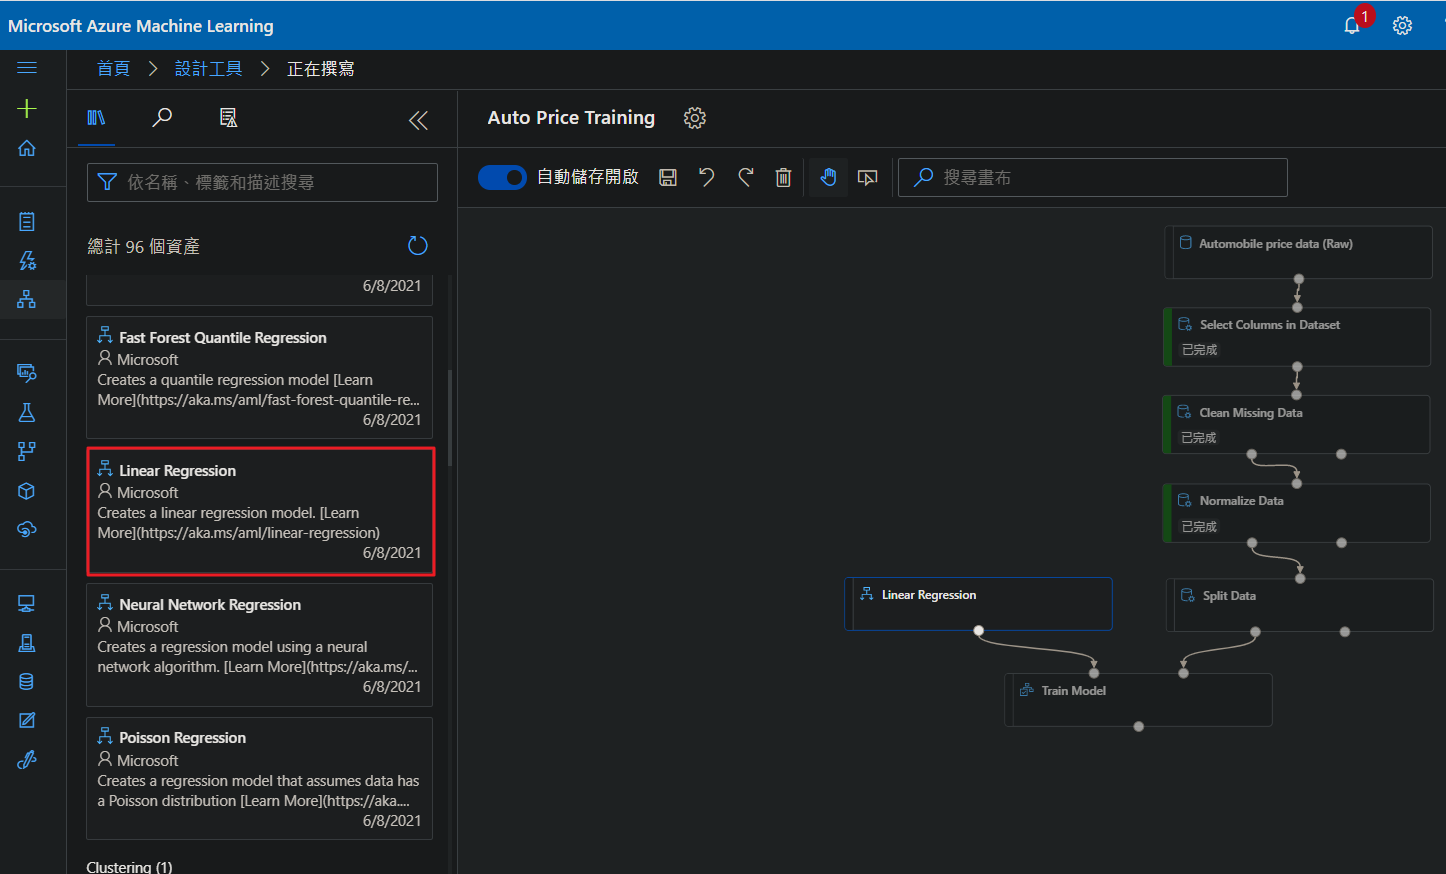 Microsoft Azure Machine Learning
1
首頁 > 設計工具 > 正在撰寫
Auto Price Training
自動儲存開啟
搜尋畫布
依名稱、標籤和描述搜尋
總計 96 個資產
6/8/2021
Fast Forest Quantile Regression
Microsoft
Creates a quantile regression model [Learn
More](https://aka.ms/aml/fast-forest-quantile-re...
6/8/2021
Linear Regression
Microsoft
Creates a linear regression model. [Learn
More](https://aka.ms/aml/linear-regression)
6/8/2021
Neural Network Regression
Microsoft
Creates a regression model using a neural
network algorithm. [Learn More](https://aka.ms/...
6/8/2021
Poisson Regression
Microsoft
Creates a regression model that assumes data has
a Poisson distribution [Learn More](https://aka....
6/8/2021
Clustering (1)
Automobile price data (Raw)
Select Columns in Dataset
已完成
Clean Missing Data
已完成
Normalize Data
已完成
Linear Regression
Split Data
Train Model